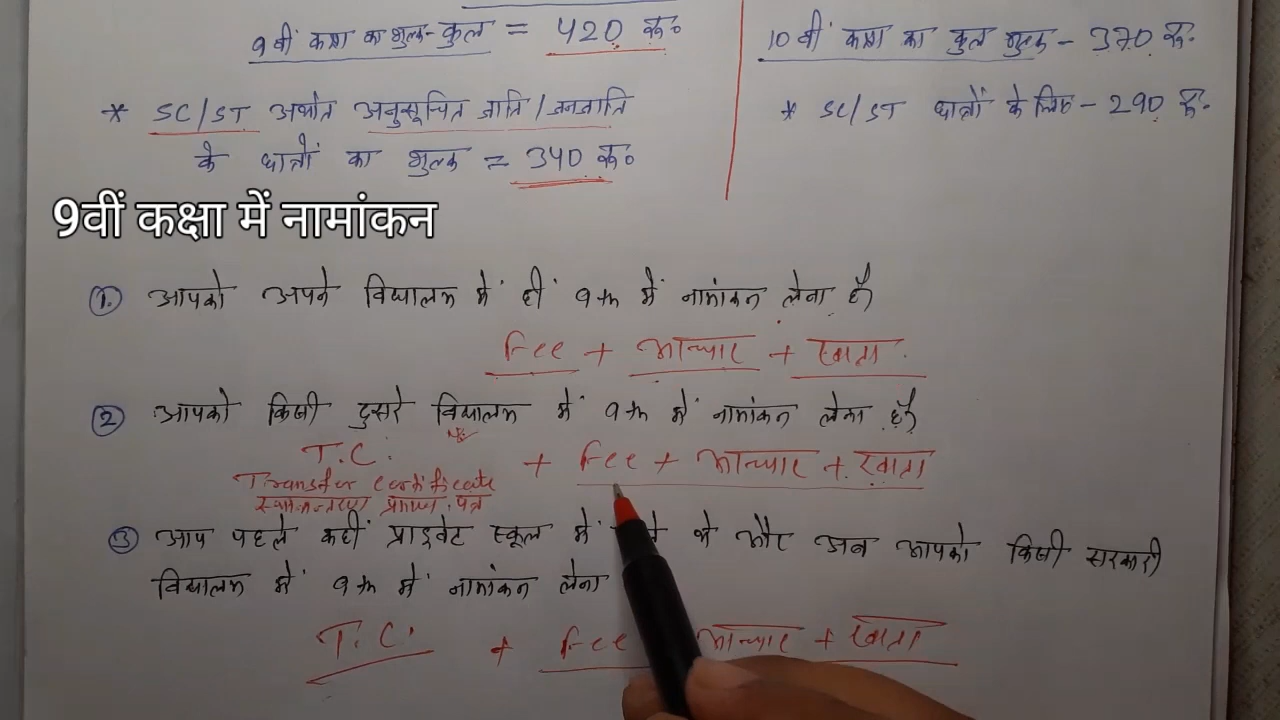 9वीं कक्षा का शुल्क-कुल = 420 रु०
* SC/ST अर्थात अनुसूचित जाति/जनजाति
के छात्रों का शुल्क = 340 रु०
10वीं कक्षा का कुल शुल्क - 370 रु०
* SC/ST छात्रों के लिए - 290 रु०
9वीं कक्षा में नामांकन
① आपको अपने विद्यालय में हीं 9th में नामांकन लेना है
Fee + आधार + खाता
② आपको किसी दुसरे विद्यालय में 9th में नामांकन लेना है
T.C. + Fee + आधार + खाता
Transfer certificate
स्थानान्तरण प्रमाण पत्र
③ आप पहले कहीं प्राइवेट स्कूल में थे और अब आपको किसी सरकारी
विद्यालय में 9th में नामांकन लेना
T.C. + Fee आधार + खाता